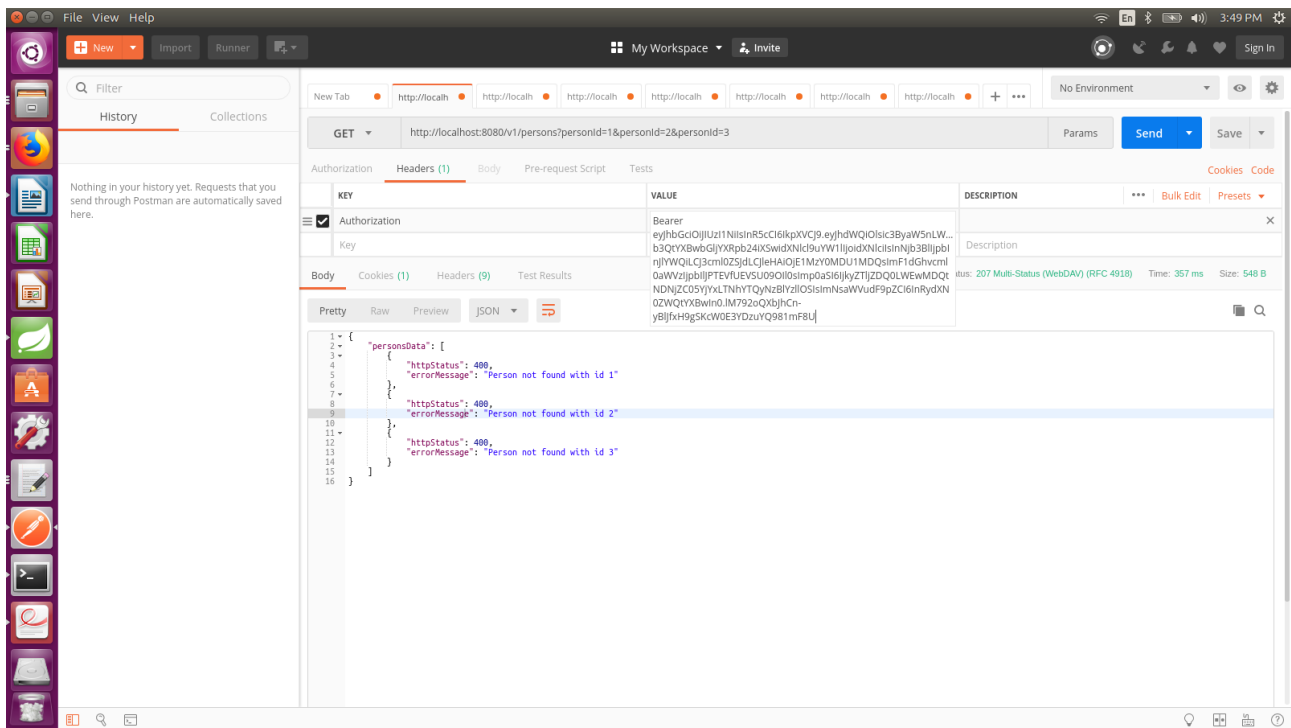 File View Help
En
3:49 PM
New
Import
Runner
My Workspace
Invite
Sign In
Filter
History
Collections
Nothing in your history yet. Requests that you
send through Postman are automatically saved
here.
New Tab
http://localh
http://localh
http://localh
http://localh
http://localh
http://localh
http://localh
No Environment
GET
http://localhost:8080/v1/persons?personId=1&personId=2&personId=3
Params
Send
Save
Authorization
Headers (1)
Body
Pre-request Script
Tests
Cookies
Code
KEY
VALUE
DESCRIPTION
Bulk Edit
Presets
Authorization
Bearer
Key
Description
Body
Cookies (1)
Headers (9)
Test Results
207 Multi-Status (WebDAV) (RFC 4918)
Time: 357 ms
Size: 548 B
Pretty
Raw
Preview
JSON
1 {
2 "personsData": [
3 {
4 "httpStatus": 400,
5 "errorMessage": "Person not found with id 1"
6 },
7 {
8 "httpStatus": 400,
9 "errorMessage": "Person not found with id 2"
10 },
11 {
12 "httpStatus": 400,
13 "errorMessage": "Person not found with id 3"
14 }
15 ]
16 }